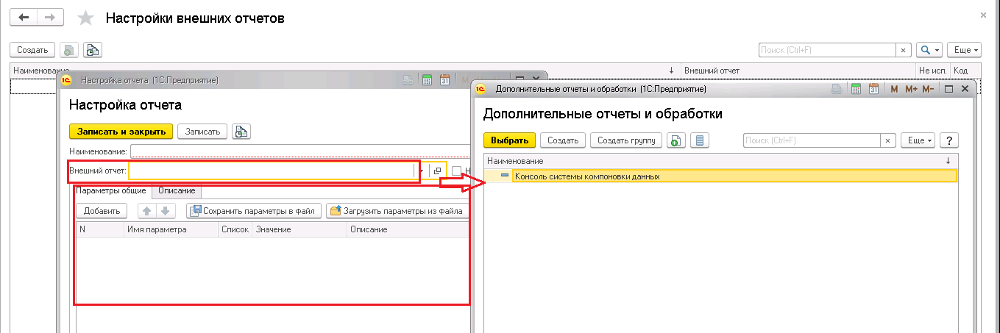 Настройки внешних отчетов
Создать
Поиск (Ctrl+F)
Еще
Наименование
Внешний отчет
Не исп.
Код
Настройка отчета (1С:Предприятие)
Настройка отчета
Записать и закрыть
Записать
Наименование:
Внешний отчет:
Параметры общие
Описание
Добавить
Сохранить параметры в файл
Загрузить параметры из файла
N
Имя параметра
Список
Значение
Описание
Дополнительные отчеты и обработки (1С:Предприятие)
M M+ M-
Дополнительные отчеты и обработки
Выбрать
Создать
Создать группу
Поиск (Ctrl+F)
Еще
?
Наименование
Консоль системы компоновки данных